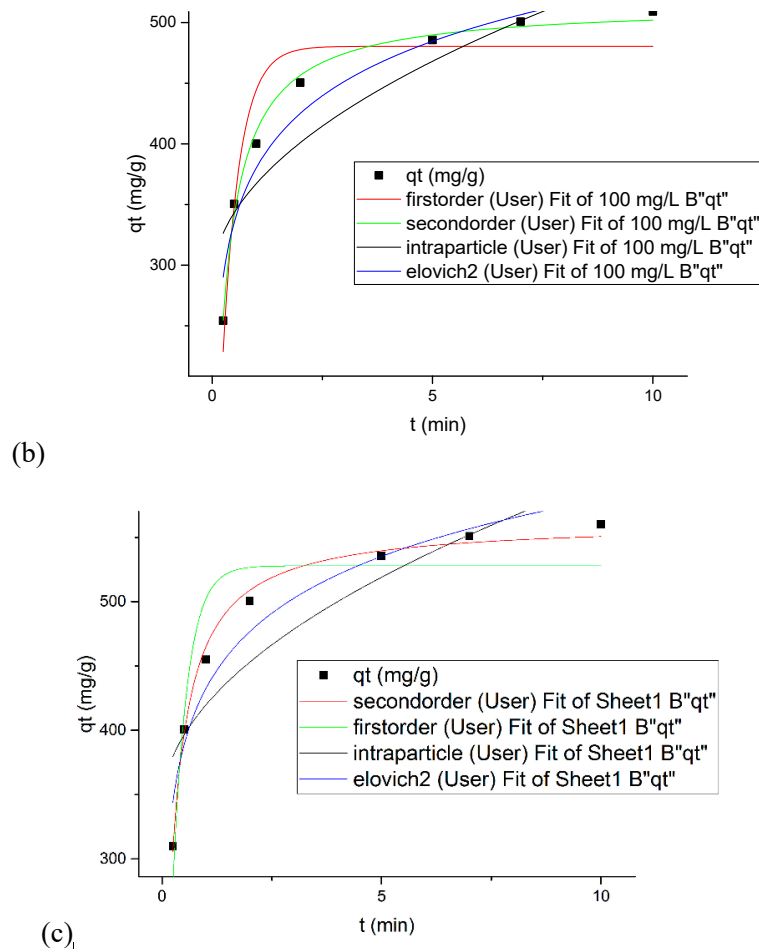 500
400
300
qt (mg/g)
qt (mg/g)
firstorder (User) Fit of 100 mg/L B"qt"
secondorder (User) Fit of 100 mg/L B"qt"
intraparticle (User) Fit of 100 mg/L B"qt"
elovich2 (User) Fit of 100 mg/L B"qt"
0 5 10
t (min)
(b)
500
400
300
qt (mg/g)
qt (mg/g)
secondorder (User) Fit of Sheet1 B"qt"
firstorder (User) Fit of Sheet1 B"qt"
intraparticle (User) Fit of Sheet1 B"qt"
elovich2 (User) Fit of Sheet1 B"qt"
0 5 10
t (min)
(c)